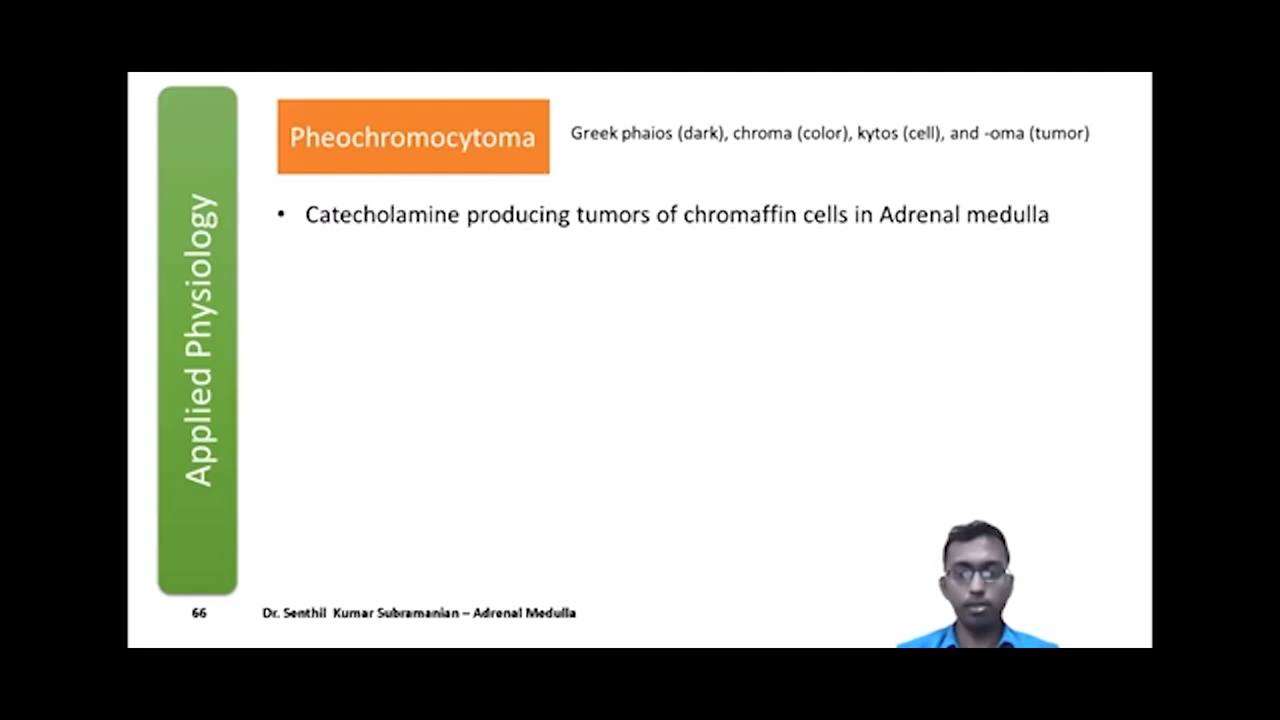 Applied Physiology
Pheochromocytoma
Greek phaios (dark), chroma (color), kytos (cell), and -oma (tumor)
• Catecholamine producing tumors of chromaffin cells in Adrenal medulla
66
Dr. Senthil Kumar Subramanian – Adrenal Medulla